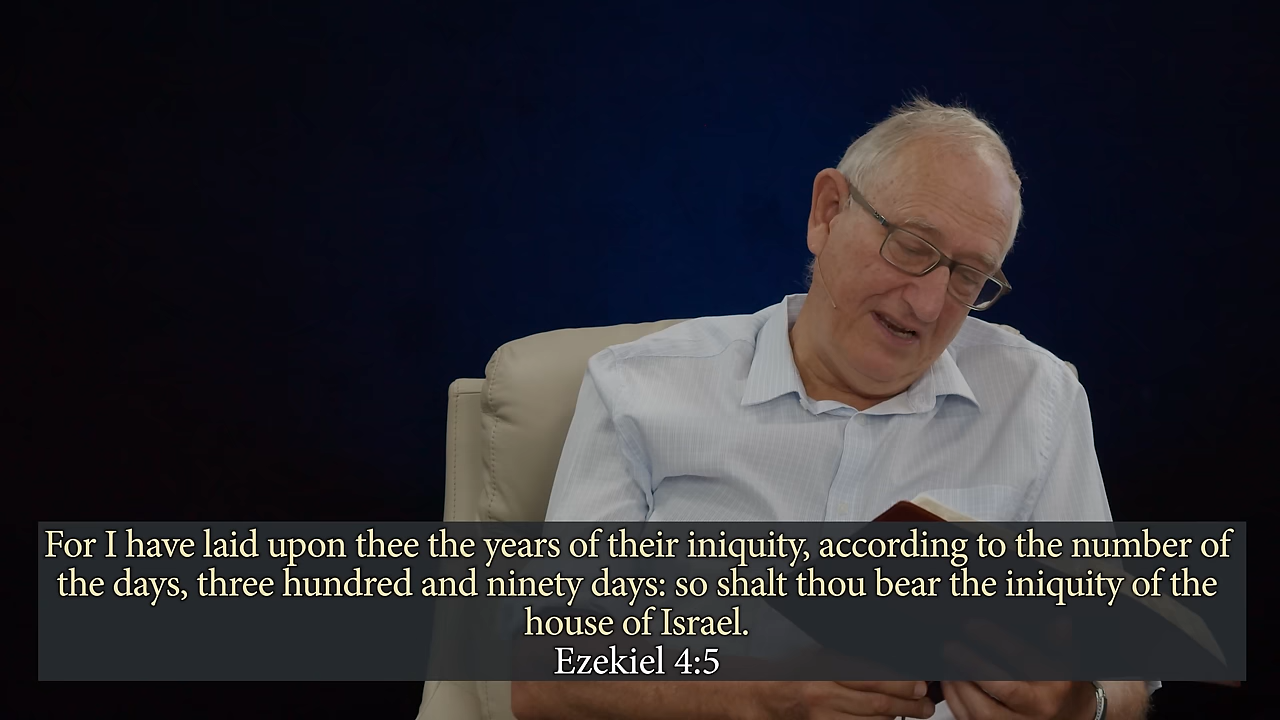 For I have laid upon thee the years of their iniquity, according to the number of
the days, three hundred and ninety days: so shalt thou bear the iniquity of the
house of Israel.
Ezekiel 4:5